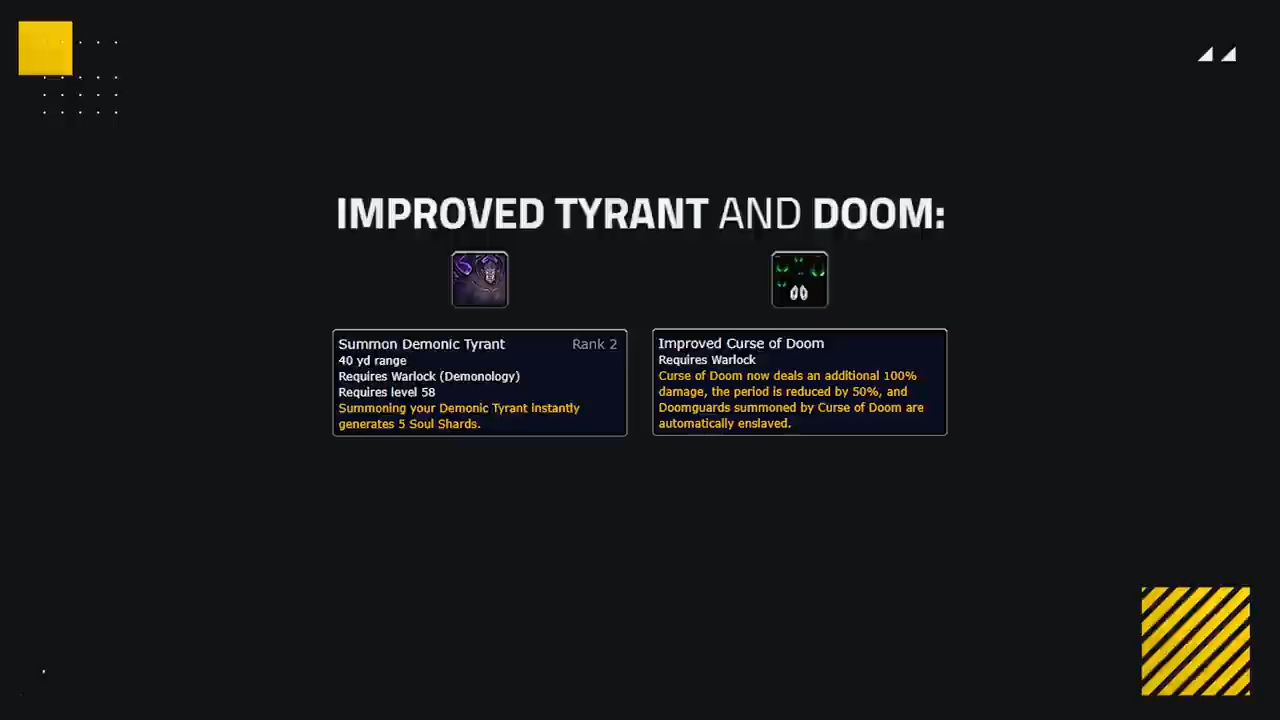 IMPROVED TYRANT AND DOOM:
Summon Demonic Tyrant Rank 2
40 yd range
Requires Warlock (Demonology)
Requires level 58
Summoning your Demonic Tyrant instantly
generates 5 Soul Shards.
Improved Curse of Doom
Requires Warlock
Curse of Doom now deals an additional 100%
damage, the period is reduced by 50%, and
Doomguards summoned by Curse of Doom are
automatically enslaved.